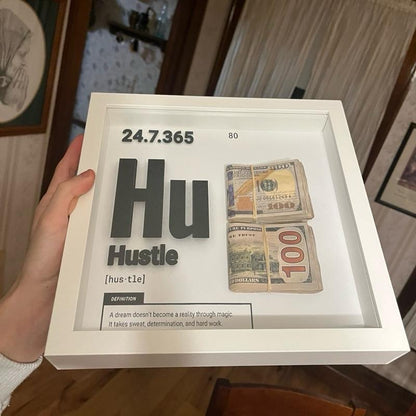 24.7.365
80
Hu
Hustle
[hus·tle]
DEFINITION
A dream doesn't become a reality through magic.
It takes sweat, determination, and hard work.
100
100
DOLLARS